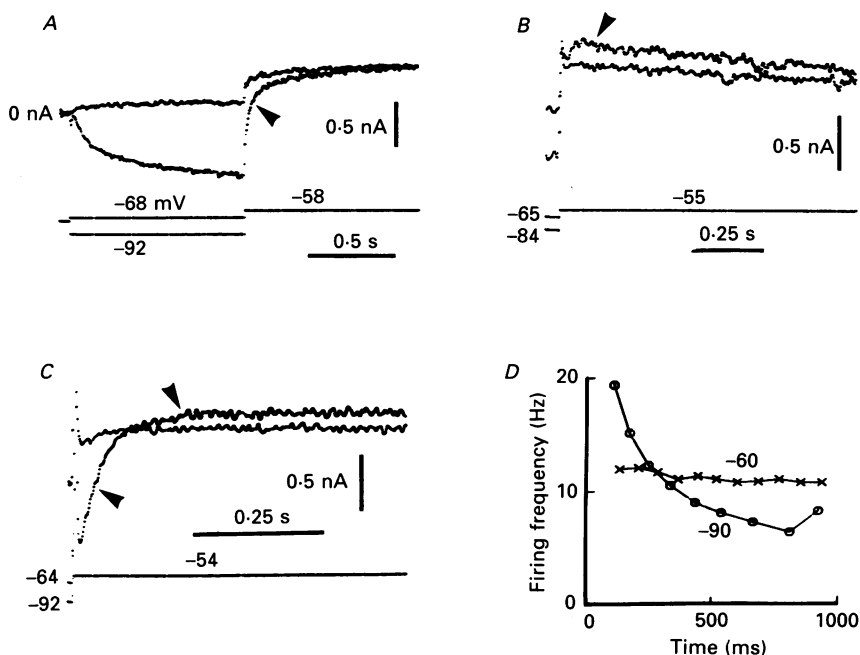 A
0 nA
0·5 nA
-68 mV
-58
-92
0·5 s
B
0·5 nA
-55
-65
-84
0·25 s
C
0·5 nA
0·25 s
-54
-64
-92
D
Firing frequency (Hz)
20
10
0
-60
-90
0
500
1000
Time (ms)